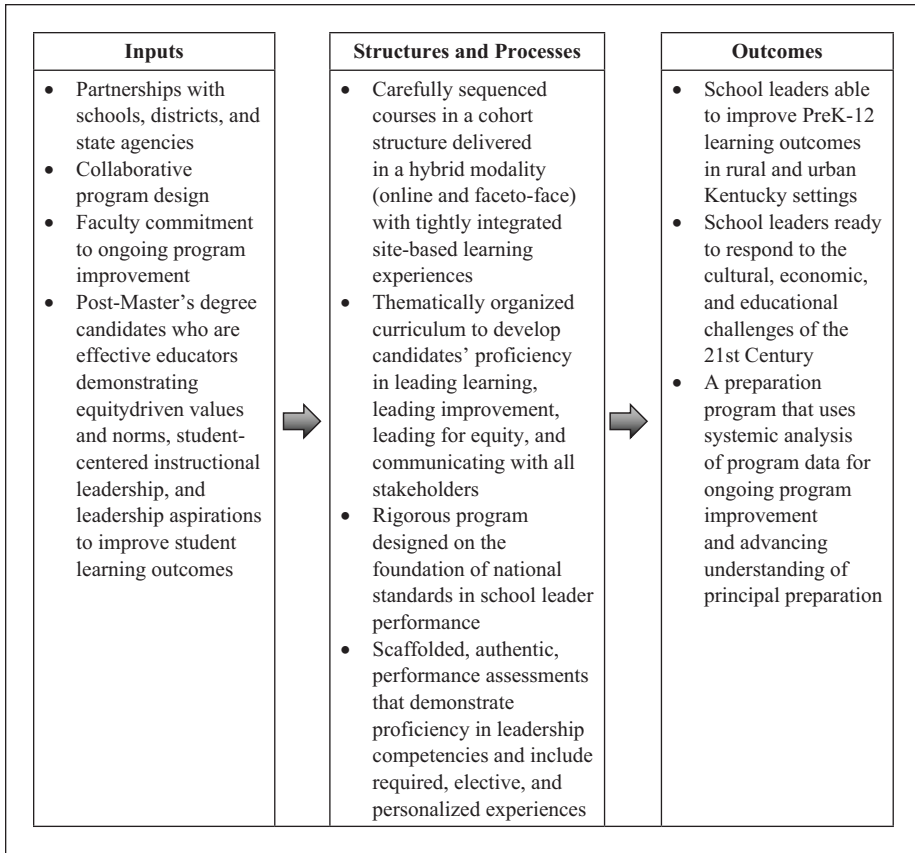 Inputs
• Partnerships with
schools, districts, and
state agencies
• Collaborative
program design
• Faculty commitment
to ongoing program
improvement
• Post-Master’s degree
candidates who are
effective educators
demonstrating
equitydriven values
and norms, student-
centered instructional
leadership, and
leadership aspirations
to improve student
learning outcomes
Structures and Processes
• Carefully sequenced
courses in a cohort
structure delivered
in a hybrid modality
(online and faceto-face)
with tightly integrated
site-based learning
experiences
• Thematically organized
curriculum to develop
candidates’ proficiency
in leading learning,
leading improvement,
leading for equity, and
communicating with all
stakeholders
• Rigorous program
designed on the
foundation of national
standards in school leader
performance
• Scaffolded, authentic,
performance assessments
that demonstrate
proficiency in leadership
competencies and include
required, elective, and
personalized experiences
Outcomes
• School leaders able
to improve PreK-12
learning outcomes
in rural and urban
Kentucky settings
• School leaders ready
to respond to the
cultural, economic,
and educational
challenges of the
21st Century
• A preparation
program that uses
systemic analysis
of program data for
ongoing program
improvement
and advancing
understanding of
principal preparation